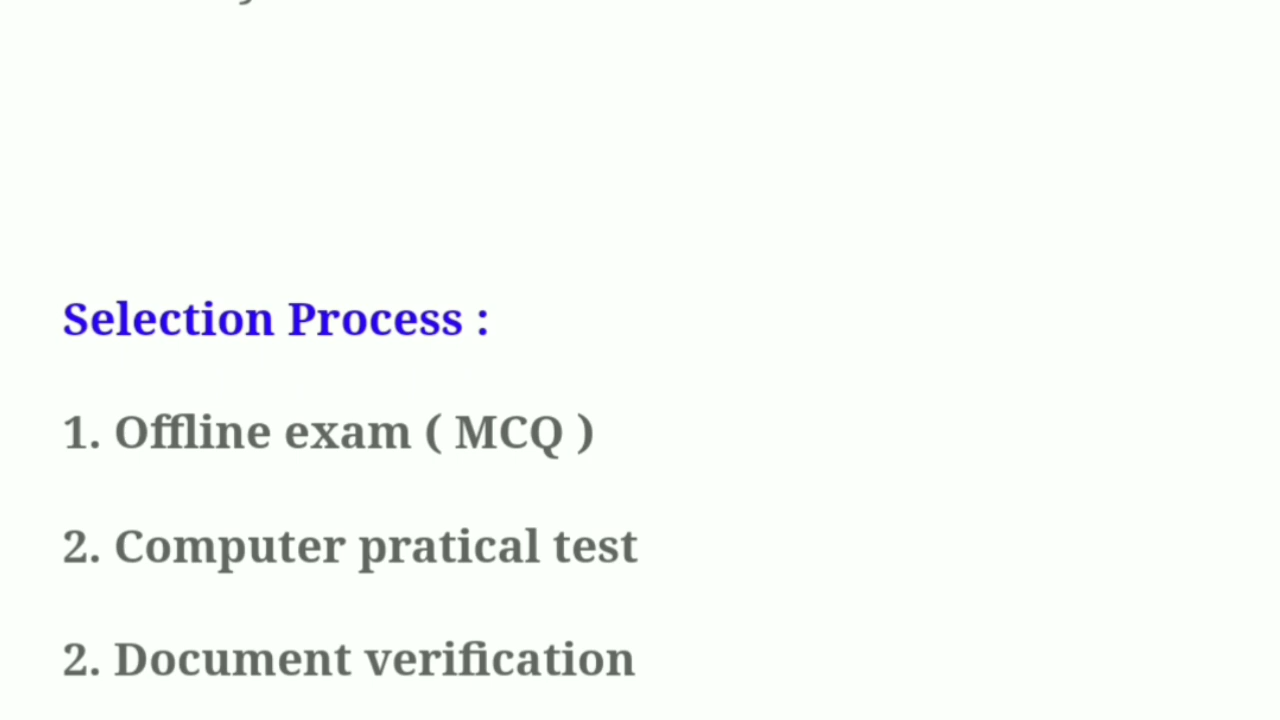 Selection Process :
1. Offline exam ( MCQ )
2. Computer pratical test
2. Document verification